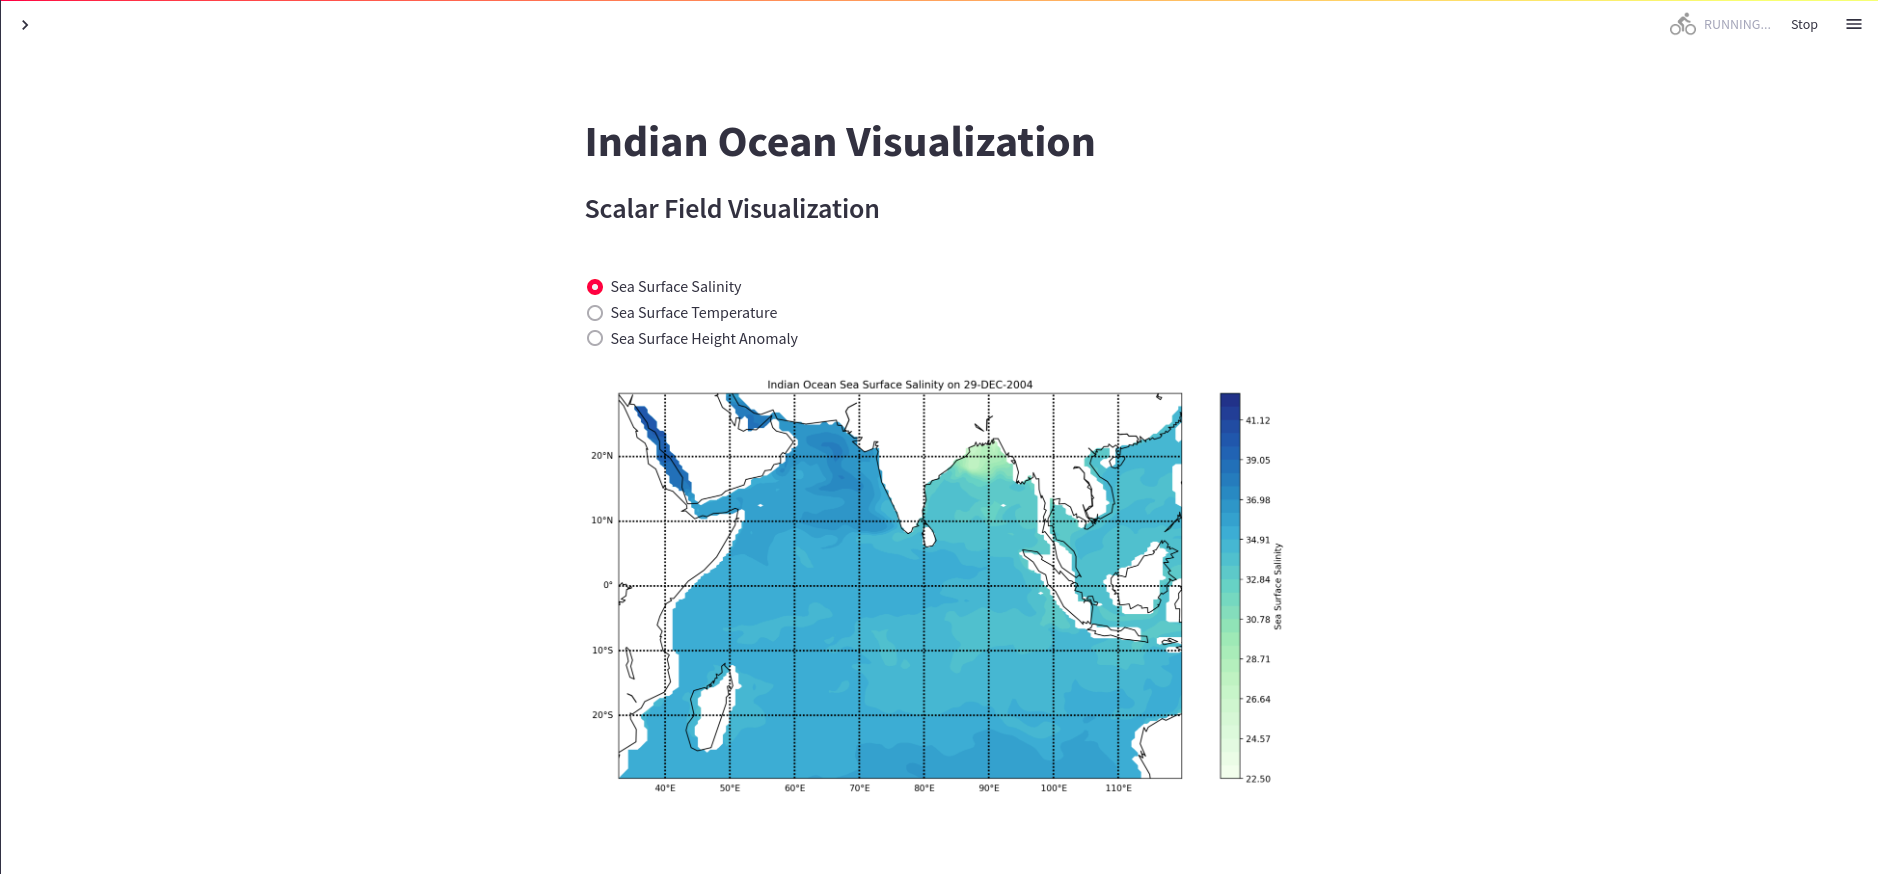 RUNNING...
Stop
Indian Ocean Visualization
Scalar Field Visualization
Sea Surface Salinity
Sea Surface Temperature
Sea Surface Height Anomaly
Indian Ocean Sea Surface Salinity on 29-DEC-2004
20°N
10°N
0°
10°S
20°S
40°E 50°E 60°E 70°E 80°E 90°E 100°E 110°E
41.12
39.05
36.98
34.91
32.84
30.78
28.71
26.64
24.57
22.50
Sea Surface Salinity